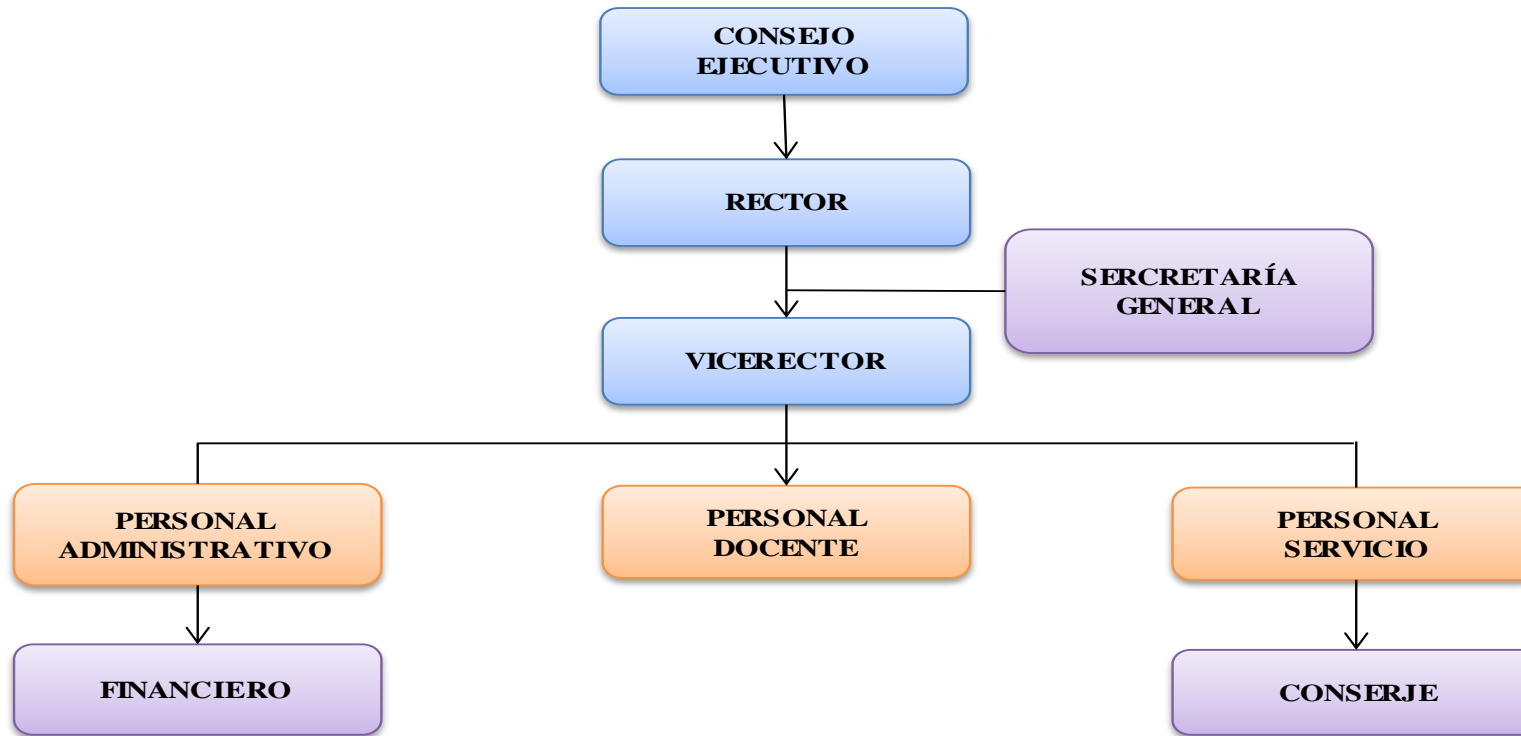 CONSEJO
EJECUTIVO
RECTOR
SERCRETARÍA
GENERAL
VICERECTOR
PERSONAL
ADMINISTRATIVO
PERSONAL
DOCENTE
PERSONAL
SERVICIO
FINANCIERO
CONSERJE